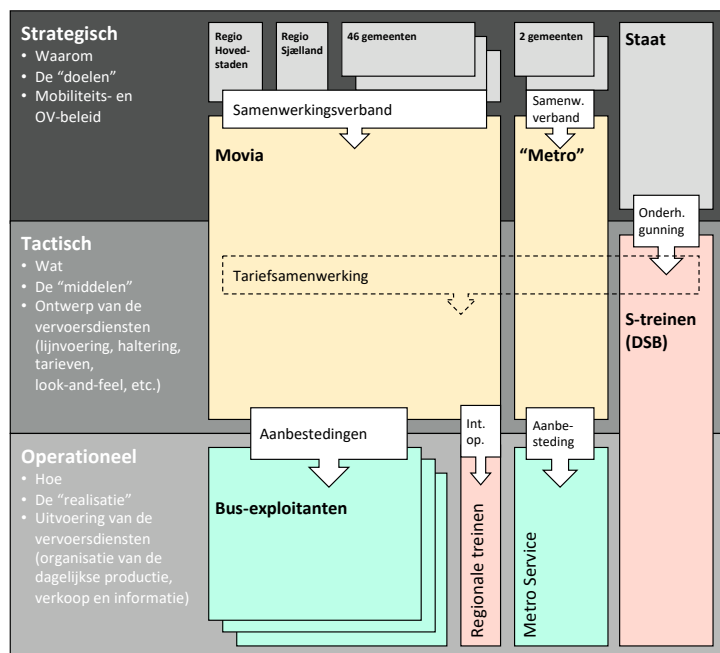 Strategisch
• Waarom
• De “doelen”
• Mobiliteits- en
OV-beleid
Regio
Hoved-
staden
Regio
Sjælland
46 gemeenten
2 gemeenten
Staat
Samenwerkingsverband
Samenw.
verband
Movia
“Metro”
Onderh.
gunning
Tactisch
• Wat
• De “middelen”
• Ontwerp van de
vervoersdiensten
(lijnvoering, haltering,
tarieven,
look-and-feel, etc.)
Tariefsamenwerking
S-treinen
(DSB)
Aanbestedingen
Int.
op.
Aanbe-
steding
Operationeel
• Hoe
• De “realisatie”
• Uitvoering van de
vervoersdiensten
(organisatie van de
dagelijkse productie,
verkoop en informatie)
Bus-exploitanten
Regionale treinen
Metro Service